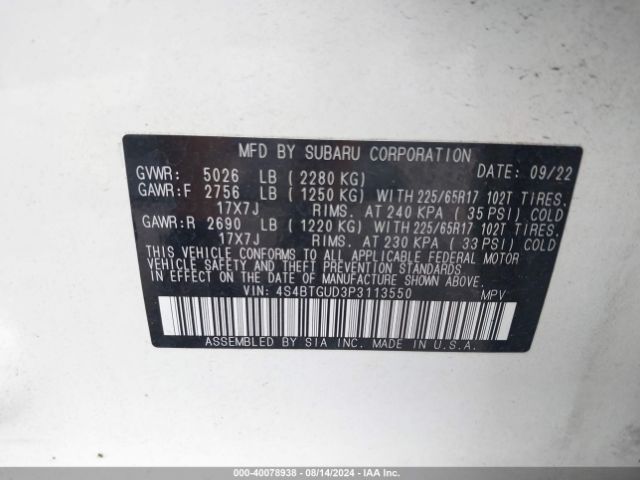 MFD BY SUBARU CORPORATION DATE: 09/22
GVWR: 5026 LB (2280 KG)
GAWR:F 2756 LB (1250 KG) WITH 225/65R17 102T TIRES.
17X7J RIMS. AT 240 KPA (35 PSI) COLD
GAWR:R 2690 LB (1220 KG) WITH 225/65R17 102T TIRES.
17X7J RIMS. AT 230 KPA (33 PSI) COLD
THIS VEHICLE CONFORMS TO ALL APPLICABLE FEDERAL MOTOR
VEHICLE SAFETY AND THEFT PREVENTION STANDARDS
IN EFFECT ON THE DATE OF MANUFACTURE SHOWN ABOVE.
VIN: 4S4BTGUD3P3113550 MPV
ASSEMBLED BY SIA INC. MADE IN U.S.A.
000-40078938 - 08/14/2024 - IAAI.COM